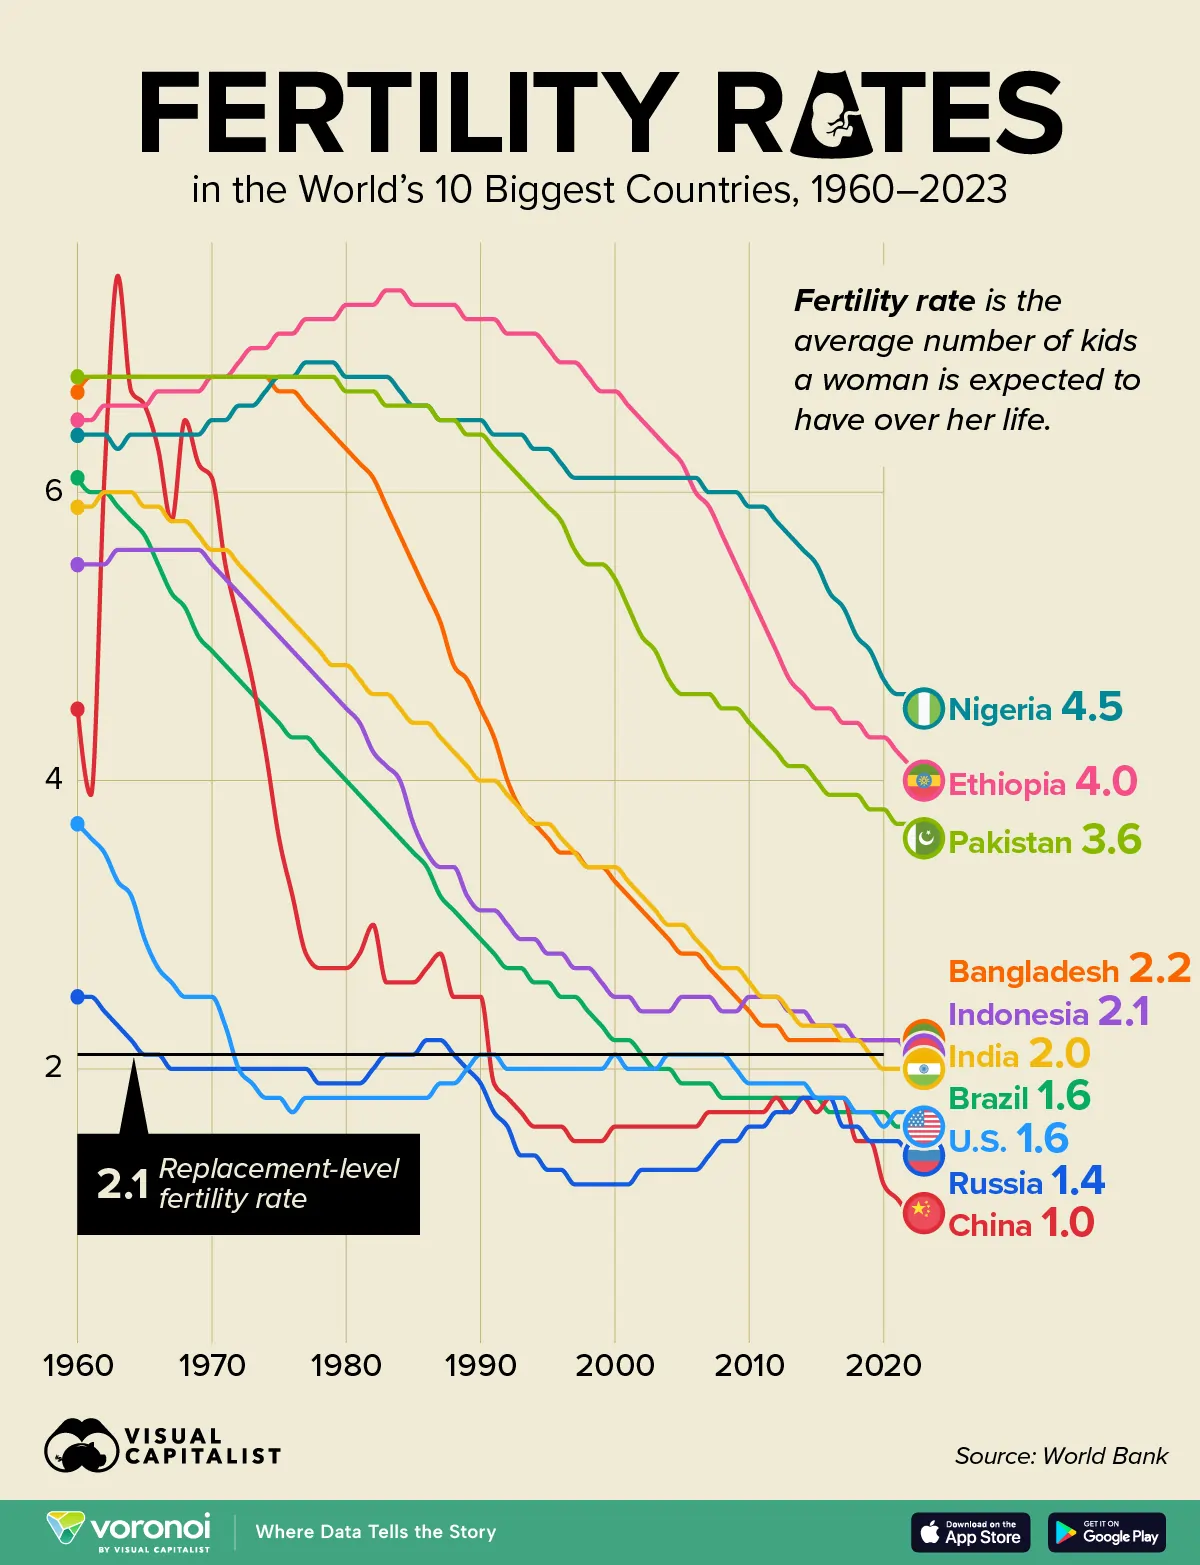 FERTILITY RATES
in the World's 10 Biggest Countries, 1960–2023
Fertility rate is the
average number of kids
a woman is expected to
have over her life.
6
4
2
Nigeria 4.5
Ethiopia 4.0
Pakistan 3.6
Bangladesh 2.2
Indonesia 2.1
India 2.0
Brazil 1.6
U.S. 1.6
Russia 1.4
China 1.0
2.1 Replacement-level
fertility rate
1960 1970 1980 1990 2000 2010 2020
VISUAL
CAPITALIST
Source: World Bank
voronoi
BY VISUAL CAPITALIST
Where Data Tells the Story
Download on the
App Store
GET IT ON
Google Play